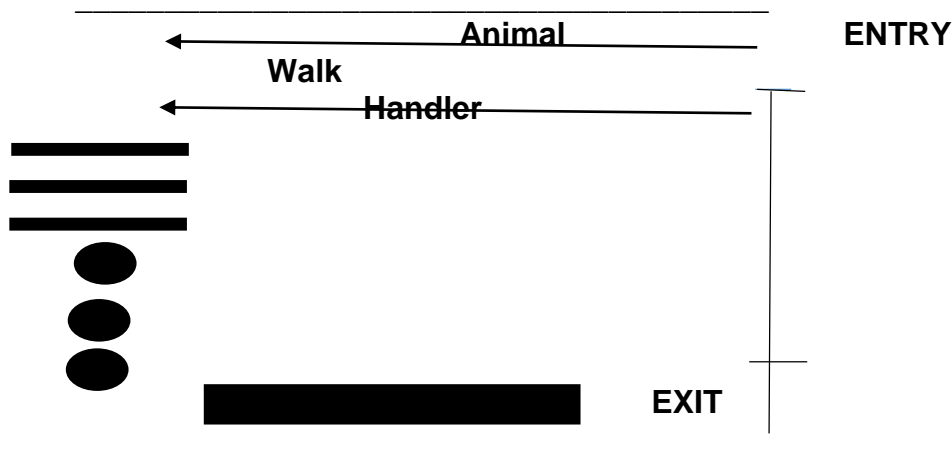 Animal
ENTRY
Walk
Handler
EXIT